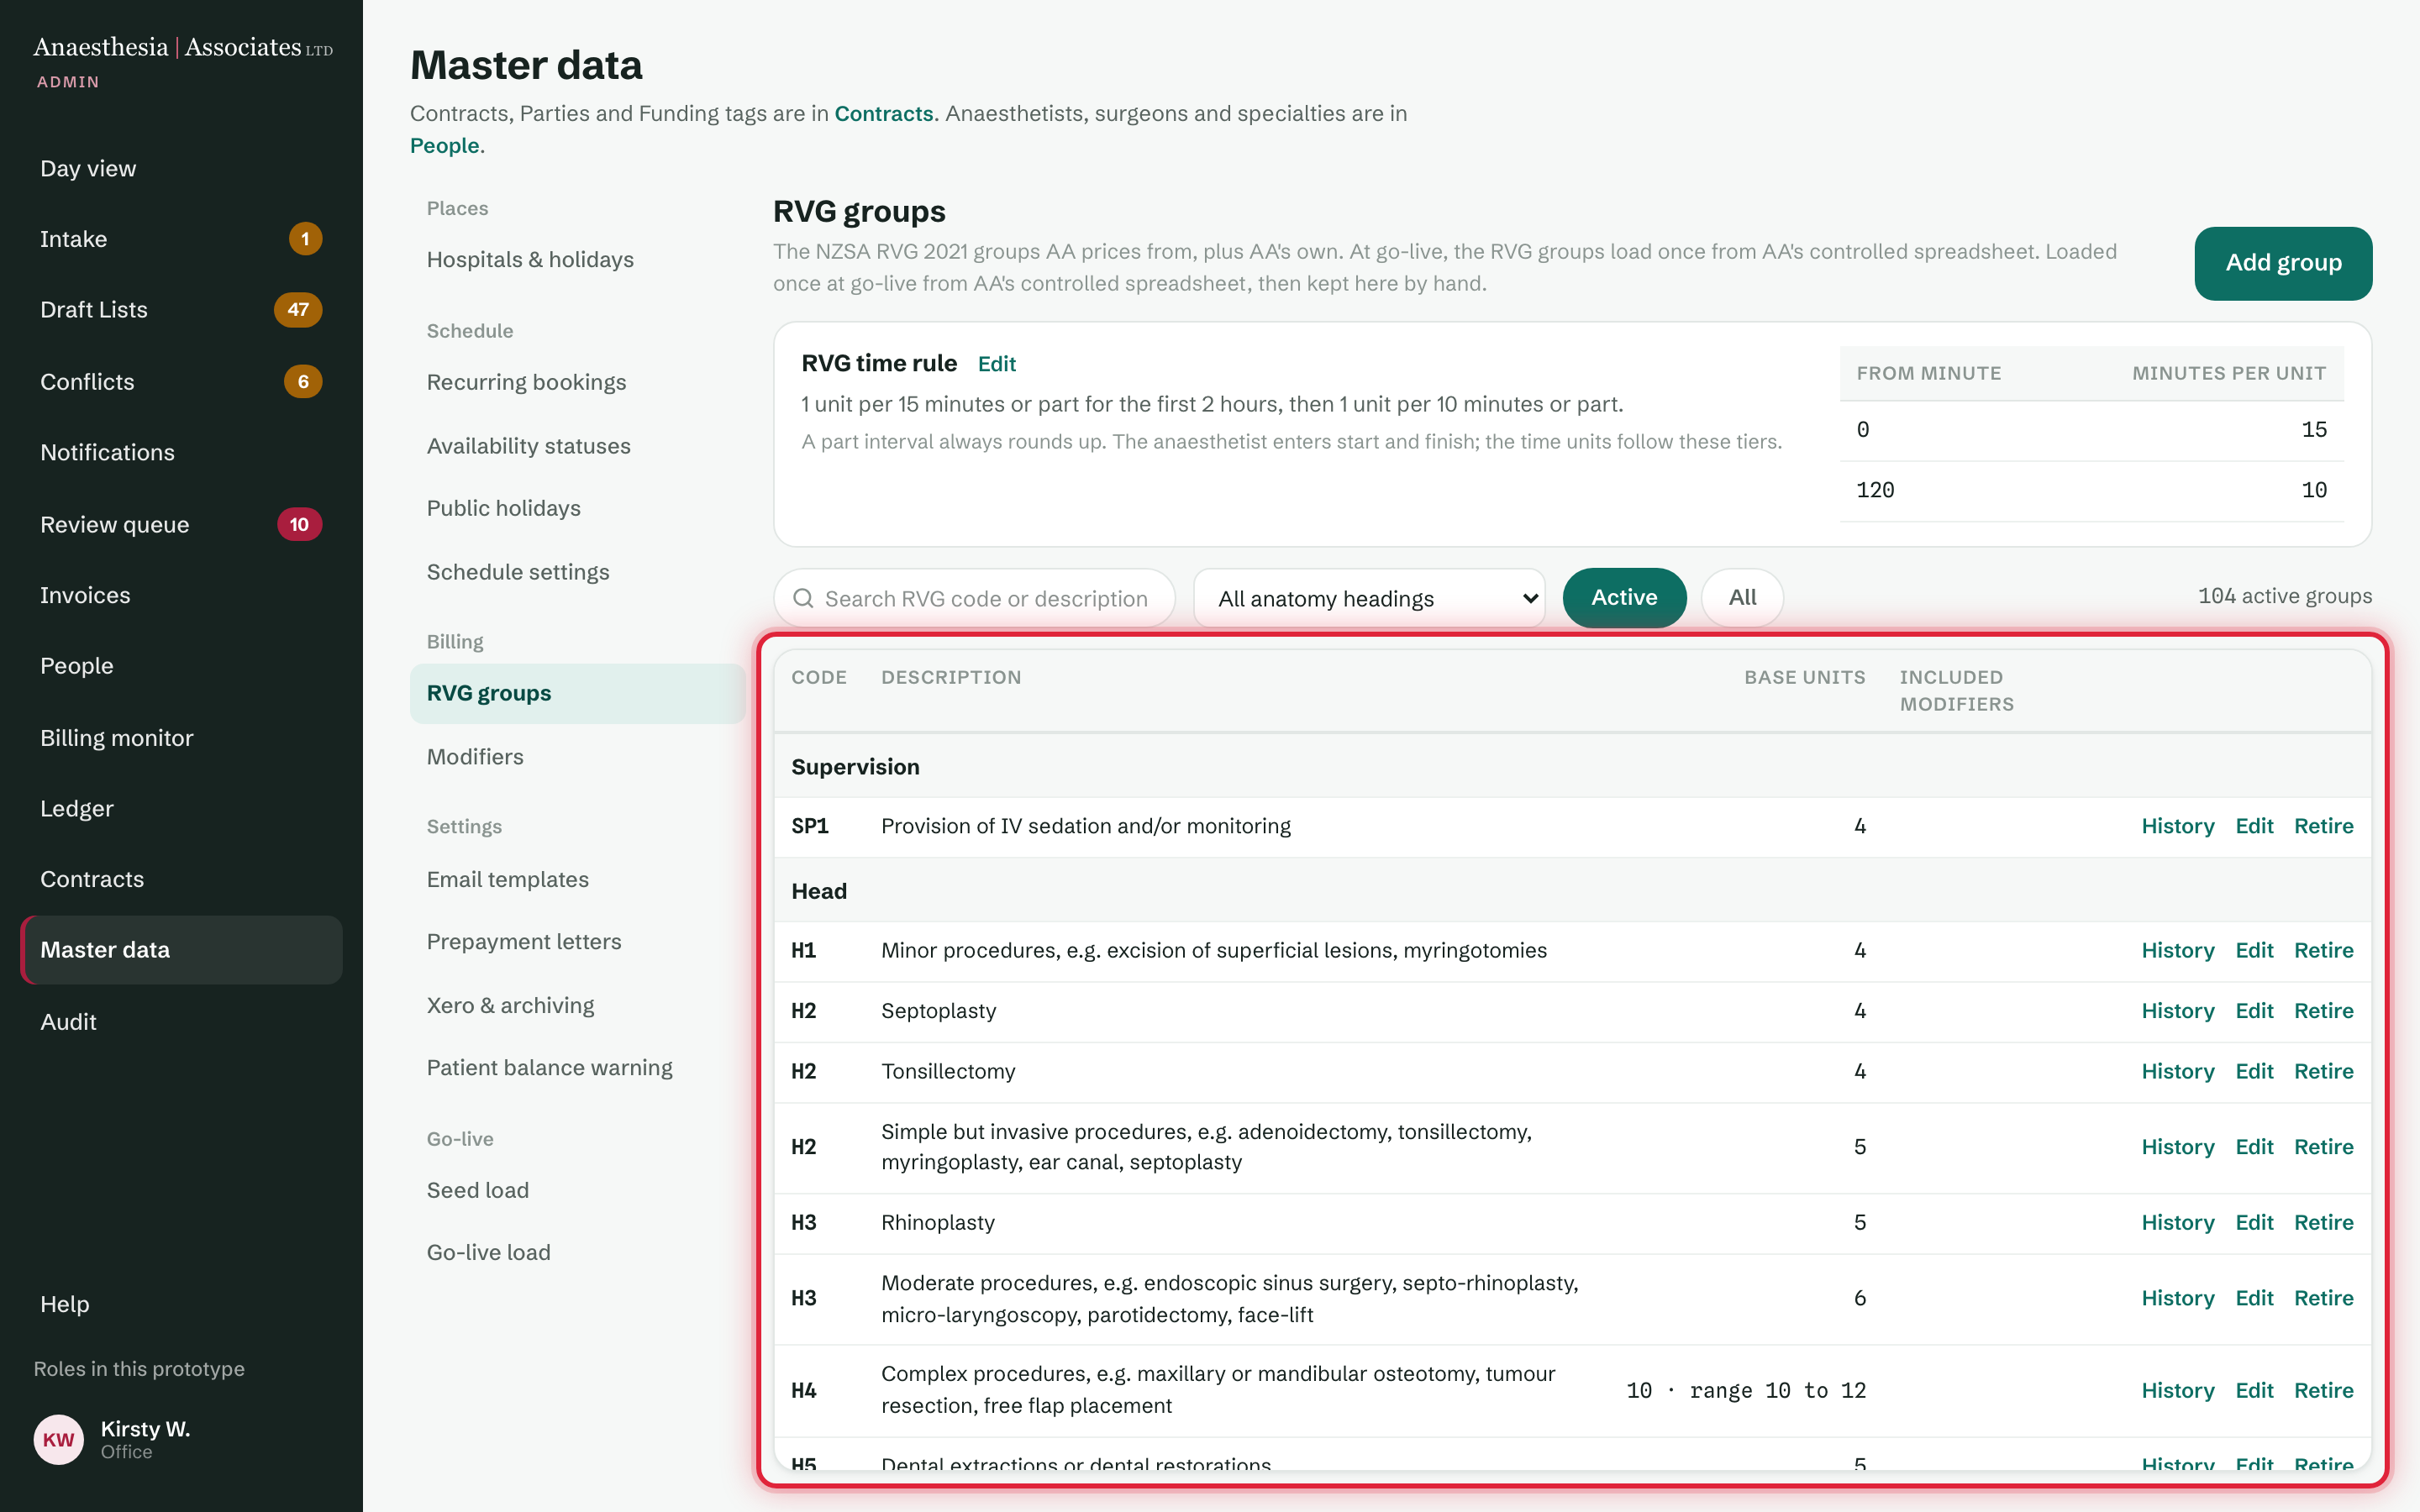 Anaesthesia | Associates LTD
ADMIN
Day view
Intake 1
Draft Lists 47
Conflicts 6
Notifications
Review queue 10
Invoices
People
Billing monitor
Ledger
Contracts
Master data
Audit
Help
Roles in this prototype
KW Kirsty W.
Office
Master data
Contracts, Parties and Funding tags are in Contracts. Anaesthetists, surgeons and specialties are in
People.
Places
Hospitals & holidays
Schedule
Recurring bookings
Availability statuses
Public holidays
Schedule settings
Billing
RVG groups
Modifiers
Settings
Email templates
Prepayment letters
Xero & archiving
Patient balance warning
Go-live
Seed load
Go-live load
RVG groups
The NZSA RVG 2021 groups AA prices from, plus AA's own. At go-live, the RVG groups load once from AA's controlled spreadsheet. Loaded
once at go-live from AA's controlled spreadsheet, then kept here by hand.
Add group
RVG time rule Edit
1 unit per 15 minutes or part for the first 2 hours, then 1 unit per 10 minutes or part.
A part interval always rounds up. The anaesthetist enters start and finish; the time units follow these tiers.
FROM MINUTE MINUTES PER UNIT
0 15
120 10
Search RVG code or description All anatomy headings Active All 104 active groups
CODE DESCRIPTION BASE UNITS INCLUDED
MODIFIERS
Supervision
SP1 Provision of IV sedation and/or monitoring 4 History Edit Retire
Head
H1 Minor procedures, e.g. excision of superficial lesions, myringotomies 4 History Edit Retire
H2 Septoplasty 4 History Edit Retire
H2 Tonsillectomy 4 History Edit Retire
H2 Simple but invasive procedures, e.g. adenoidectomy, tonsillectomy,
myringoplasty, ear canal, septoplasty 5 History Edit Retire
H3 Rhinoplasty 5 History Edit Retire
H3 Moderate procedures, e.g. endoscopic sinus surgery, septo-rhinoplasty,
micro-laryngoscopy, parotidectomy, face-lift 6 History Edit Retire
H4 Complex procedures, e.g. maxillary or mandibular osteotomy, tumour
resection, free flap placement 10 · range 10 to 12 History Edit Retire
H5 Dental extractions or dental restorations 5 History Edit Retire